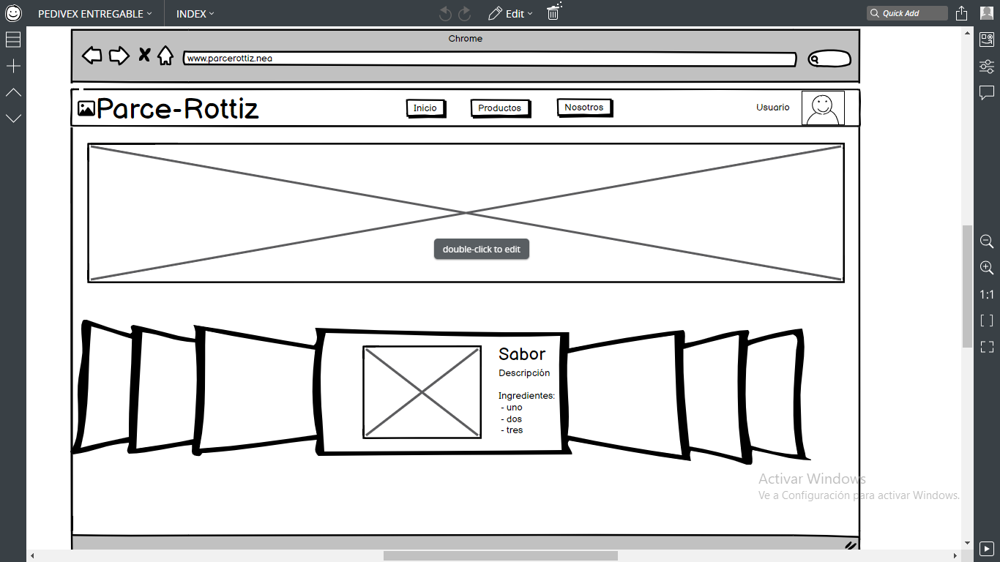 PEDIVEX ENTREGABLE
INDEX
Edit
Quick Add
Chrome
www.parcerottiz.nea
Parce-Rottiz
Inicio
Productos
Nosotros
Usuario
double-click to edit
Sabor
Descripción
Ingredientes:
- uno
- dos
- tres
1:1
Activar Windows
Ve a Configuración para activar Windows.